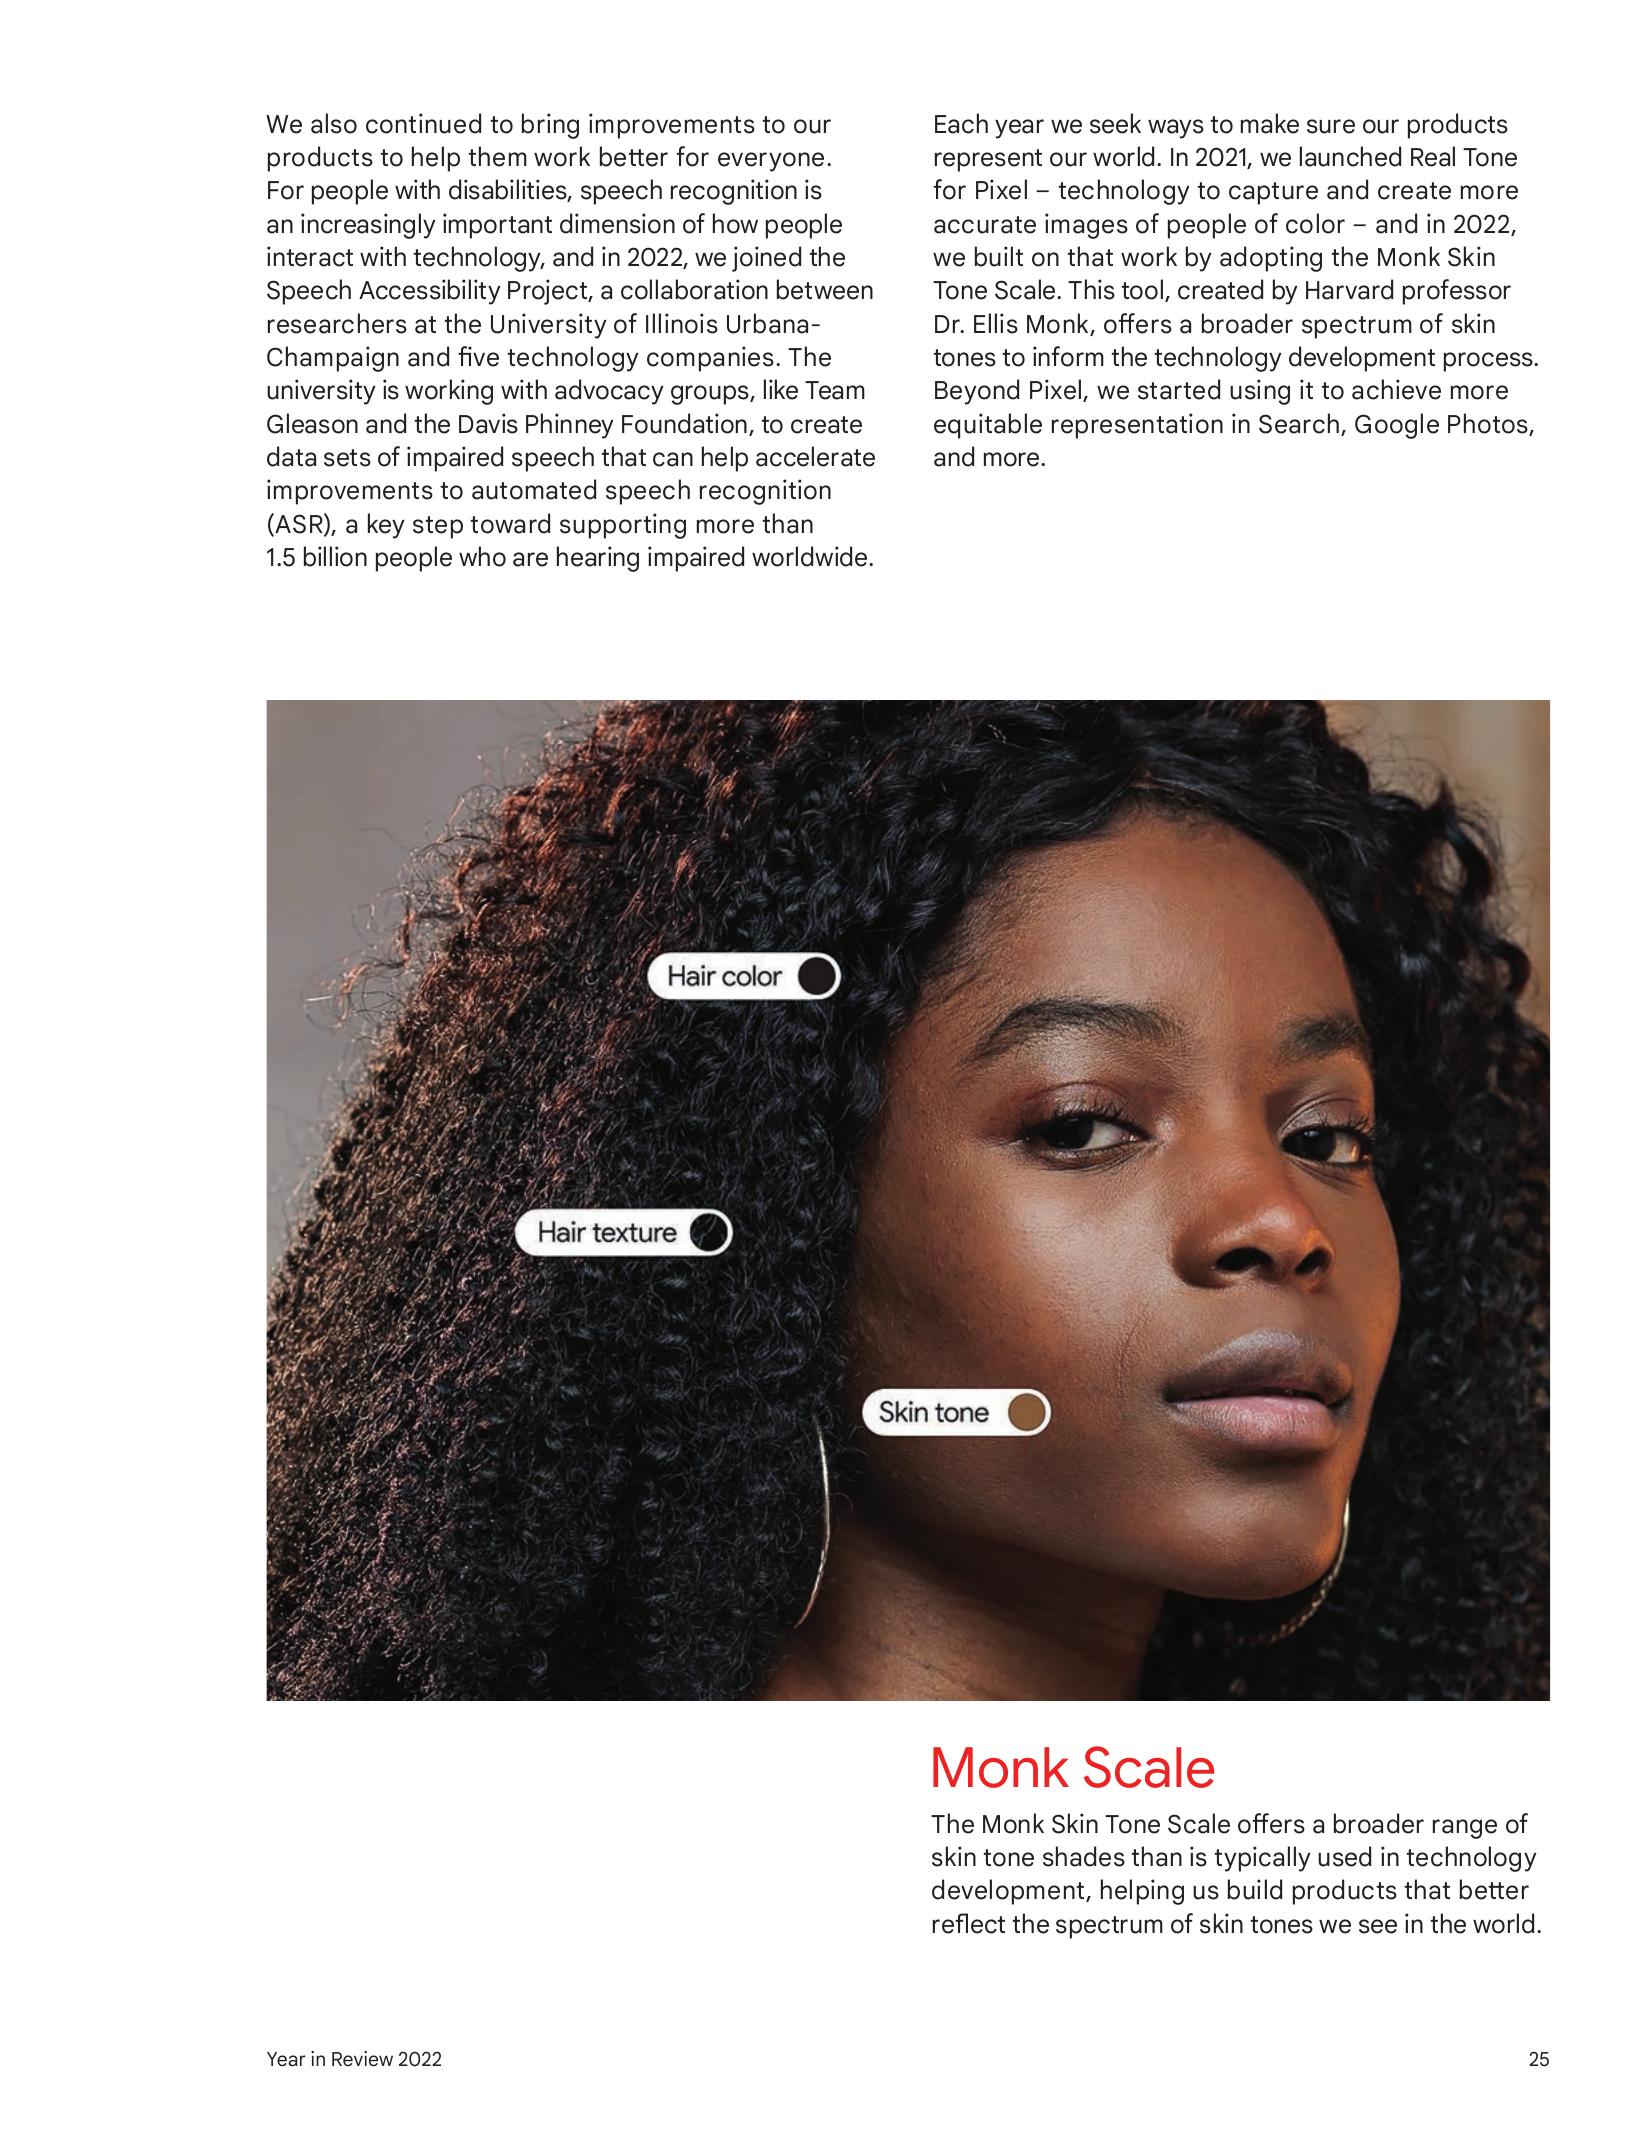 We also continued to bring improvements to our
products to help them work better for everyone.
For people with disabilities, speech recognition is
an increasingly important dimension of how people
interact with technology, and in 2022, we joined the
Speech Accessibility Project, a collaboration between
researchers at the University of Illinois Urbana-
Champaign and five technology companies. The
university is working with advocacy groups, like Team
Gleason and the Davis Phinney Foundation, to create
data sets of impaired speech that can help accelerate
improvements to automated speech recognition
(ASR), a key step toward supporting more than
1.5 billion people who are hearing impaired worldwide.
Each year we seek ways to make sure our products
represent our world. In 2021, we launched Real Tone
for Pixel – technology to capture and create more
accurate images of people of color – and in 2022,
we built on that work by adopting the Monk Skin
Tone Scale. This tool, created by Harvard professor
Dr. Ellis Monk, offers a broader spectrum of skin
tones to inform the technology development process.
Beyond Pixel, we started using it to achieve more
equitable representation in Search, Google Photos,
and more.
Hair color
Hair texture
Skin tone
Monk Scale
The Monk Skin Tone Scale offers a broader range of
skin tone shades than is typically used in technology
development, helping us build products that better
reflect the spectrum of skin tones we see in the world.
Year in Review 2022
25